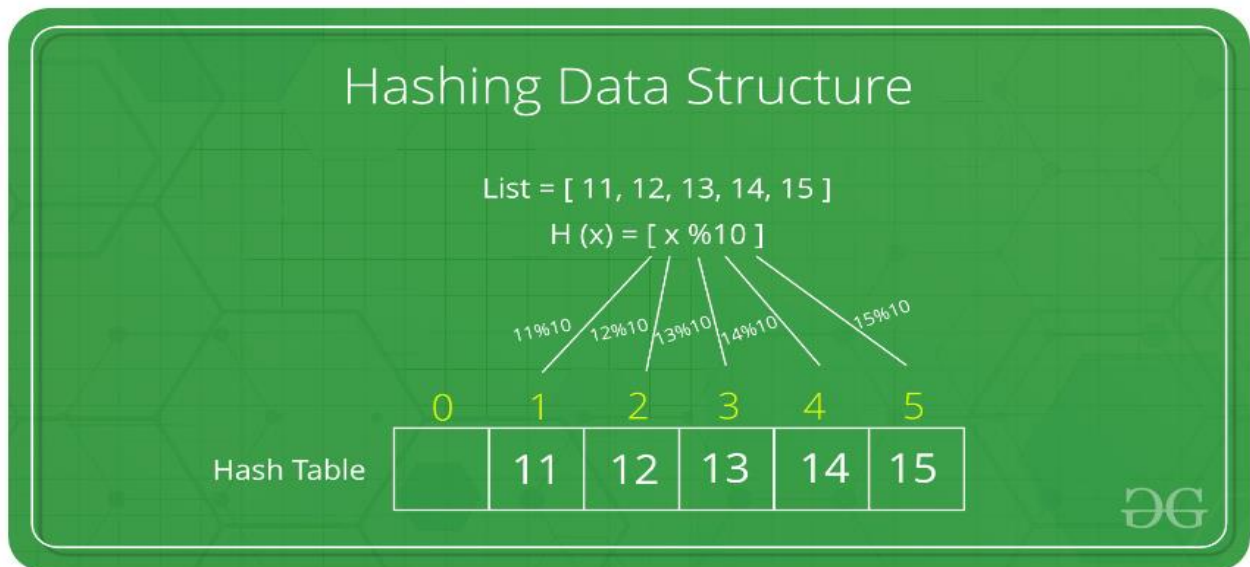 Hashing Data Structure
List = [ 11, 12, 13, 14, 15 ]
H (x) = [ x %10 ]
11%10 12%10 13%10 14%10 15%10
0 1 2 3 4 5
Hash Table 11 12 13 14 15
GG